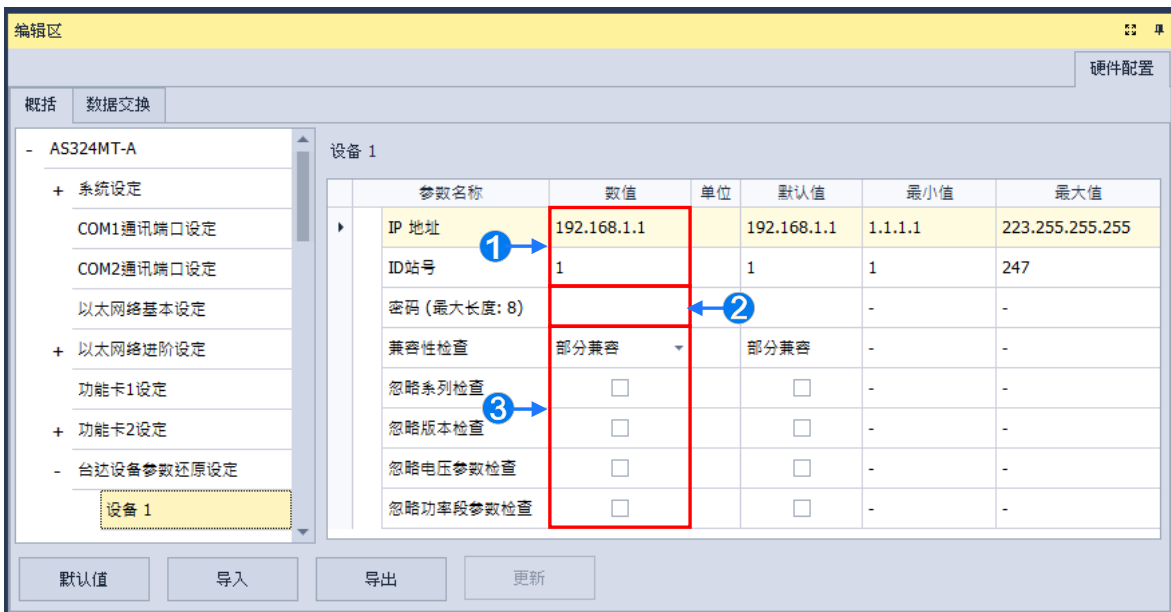 编辑区
硬件配置
概括 数据交换
- AS324MT-A
+ 系统设定
COM1通讯端口设定
COM2通讯端口设定
以太网络基本设定
+ 以太网络进阶设定
功能卡1设定
+ 功能卡2设定
- 台达设备参数还原设定
设备 1
设备 1
参数名称 数值 单位 默认值 最小值 最大值
IP 地址 192.168.1.1 192.168.1.1 1.1.1.1 223.255.255.255
ID站号 1 1 1 247
密码 (最大长度: 8) - -
兼容性检查 部分兼容 部分兼容 - -
忽略系列检查 - -
忽略版本检查 - -
忽略电压参数检查 - -
忽略功率段参数检查 - -
1
2
3
默认值 导入 导出 更新